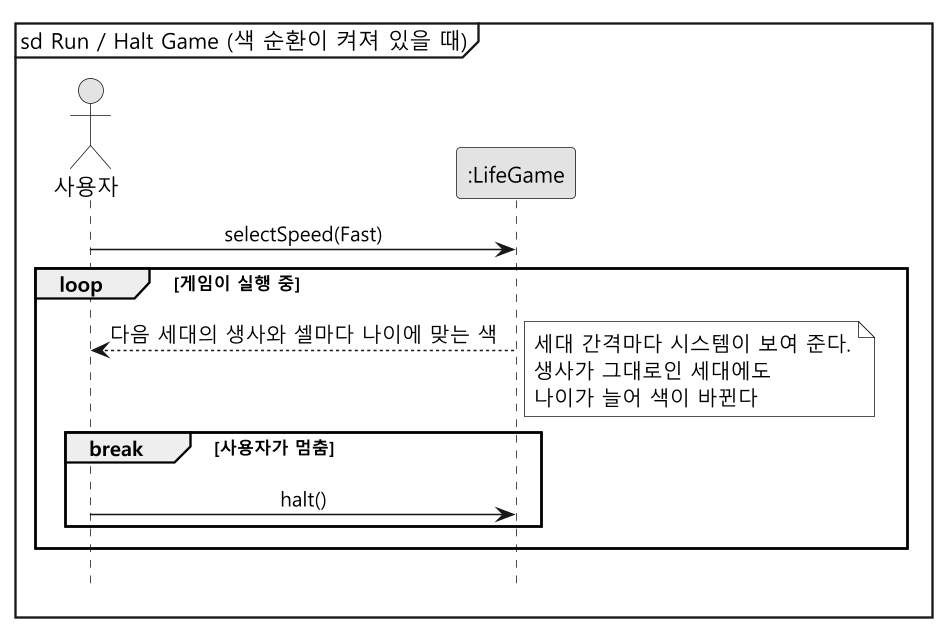 sd Run / Halt Game (색 순환이 켜져 있을 때)
사용자
:LifeGame
selectSpeed(Fast)
loop [게임이 실행 중]
다음 세대의 생사와 셀마다 나이에 맞는 색
세대 간격마다 시스템이 보여 준다.
생사가 그대로인 세대에도
나이가 늘어 색이 바뀐다
break [사용자가 멈춤]
halt()